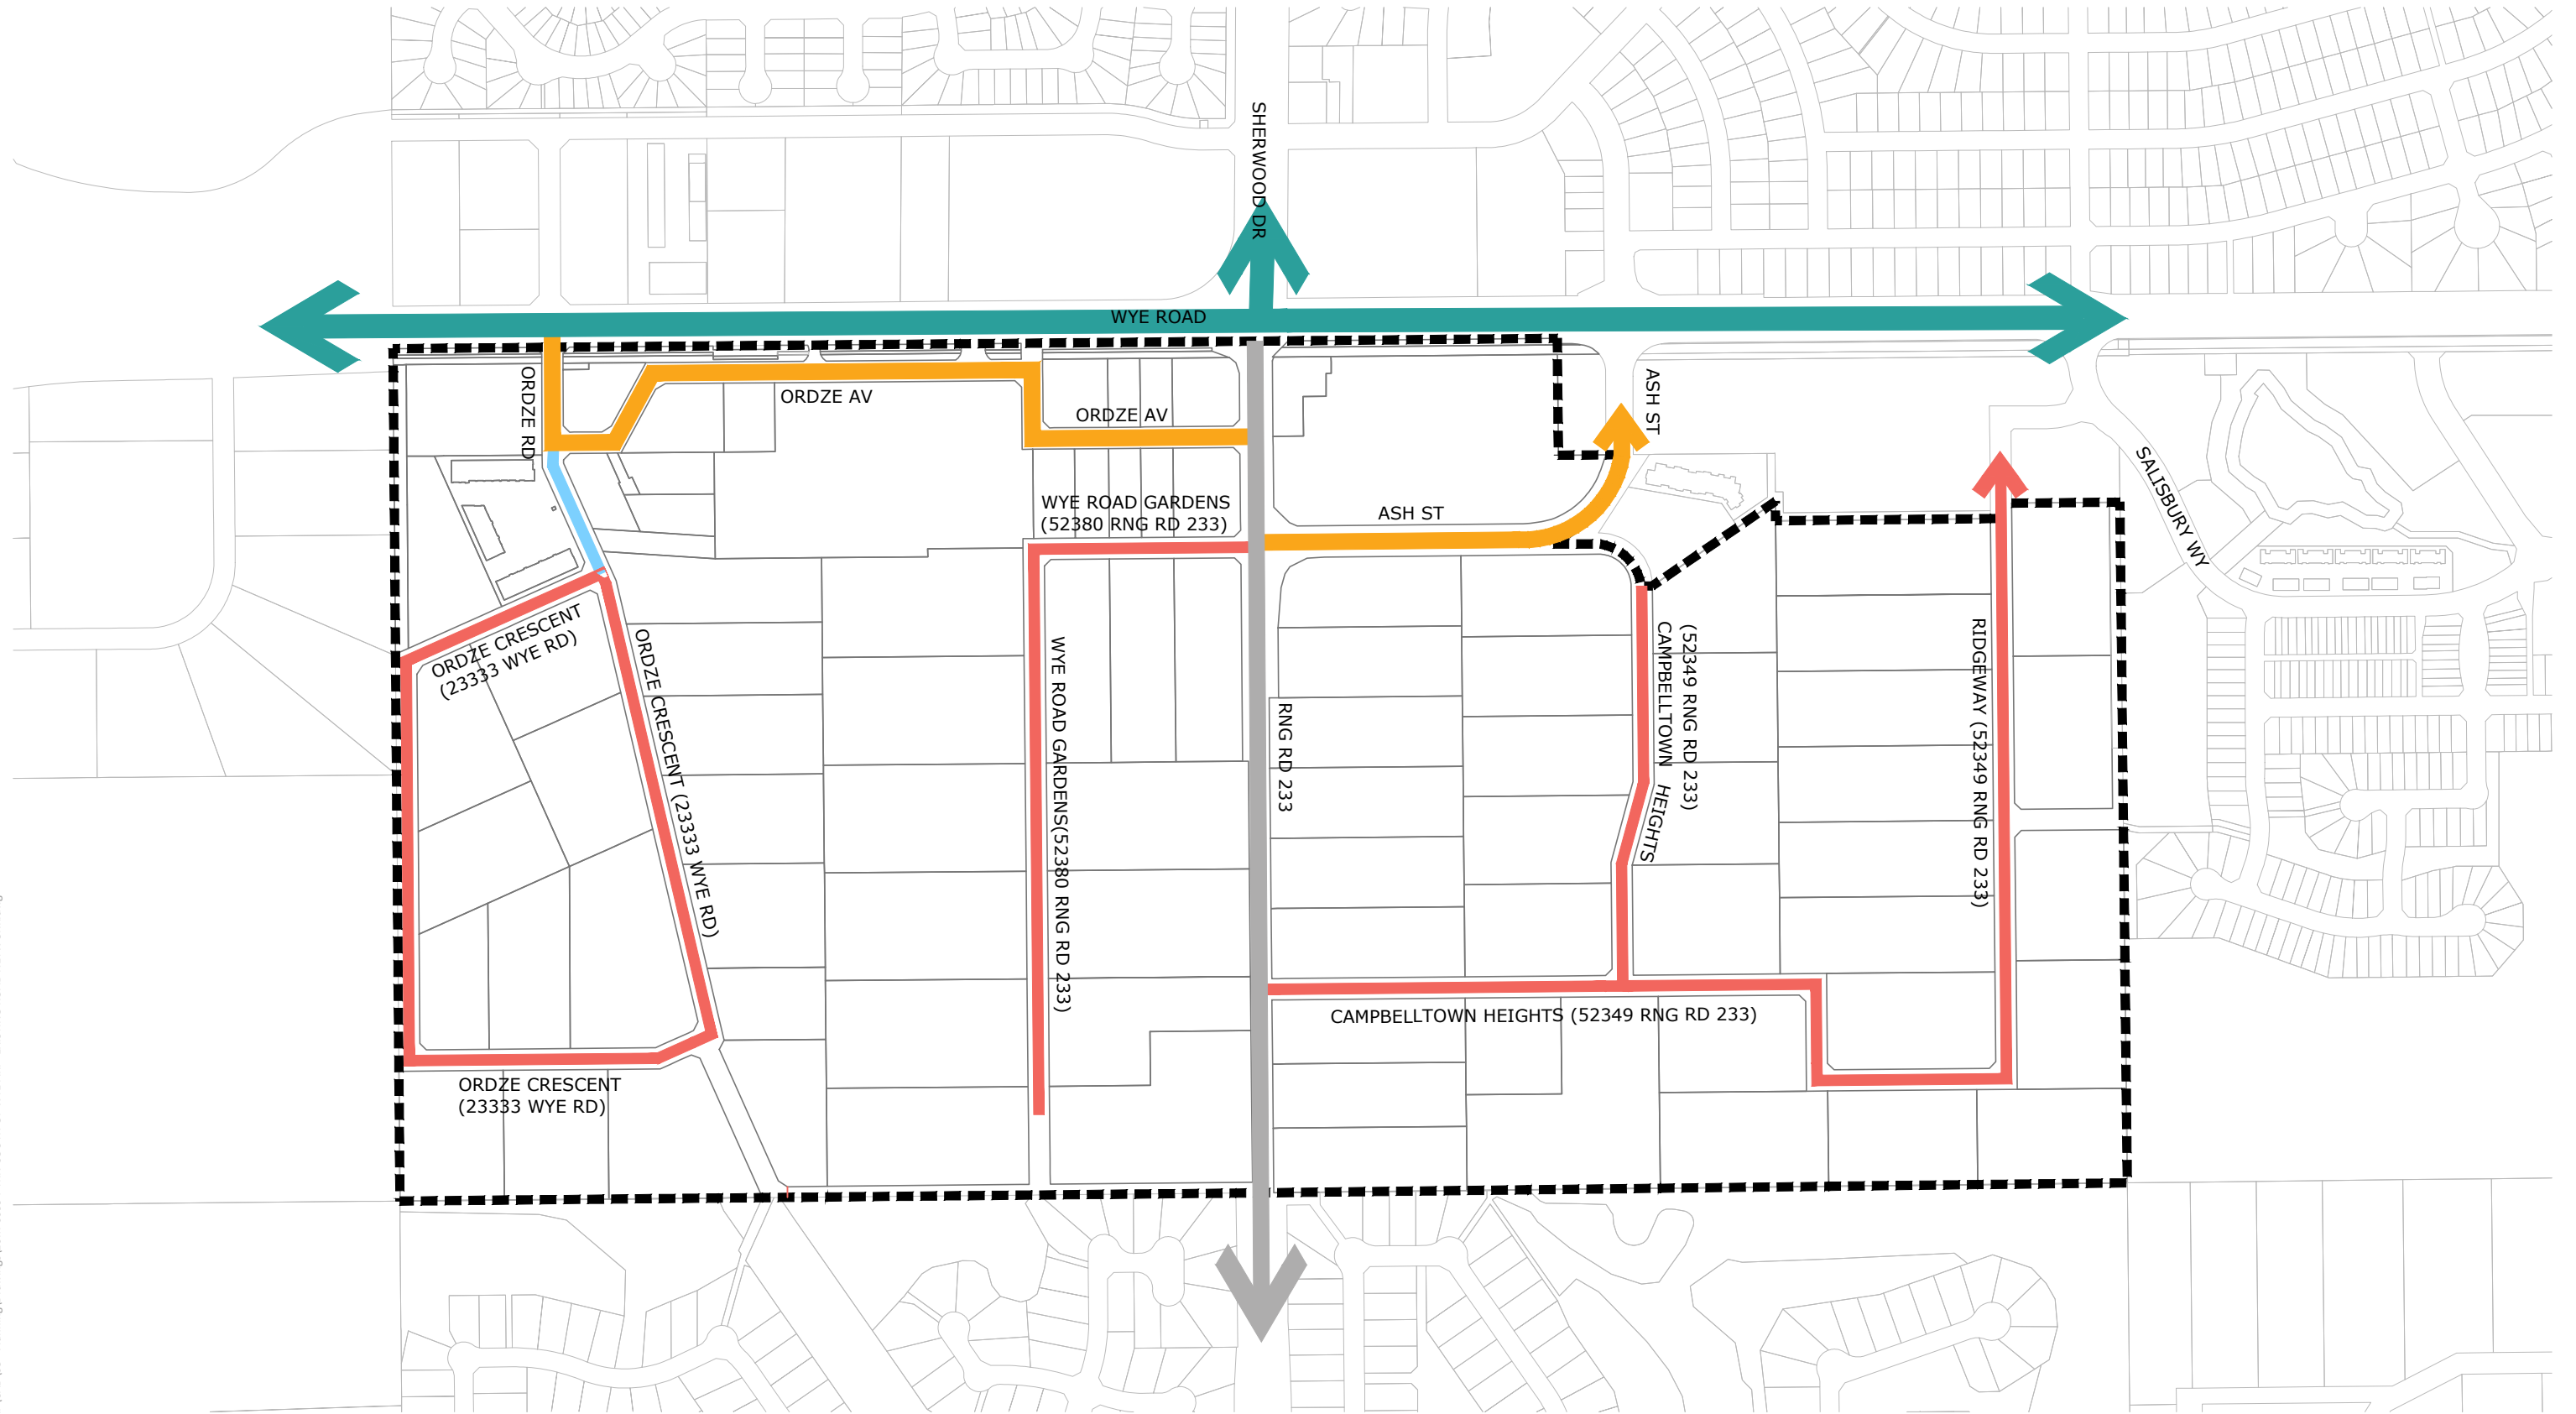 SHERWOOD DR
WYE ROAD
ORDZE RD
ORDZE AV
ORDZE AV
ASH ST
WYE ROAD GARDENS
(52380 RNG RD 233)
ASH ST
SALISBURY WY
ORDZE CRESCENT
(23333 WYE RD)
ORDZE CRESCENT (23333 WYE RD)
WYE ROAD GARDENS(52380 RNG RD 233)
RNG RD 233
CAMPBELLTOWN HEIGHTS
(52349 RNG RD 233)
RIDGEWAY (52349 RNG RD 233)
CAMPBELLTOWN HEIGHTS (52349 RNG RD 233)
ORDZE CRESCENT
(23333 WYE RD)